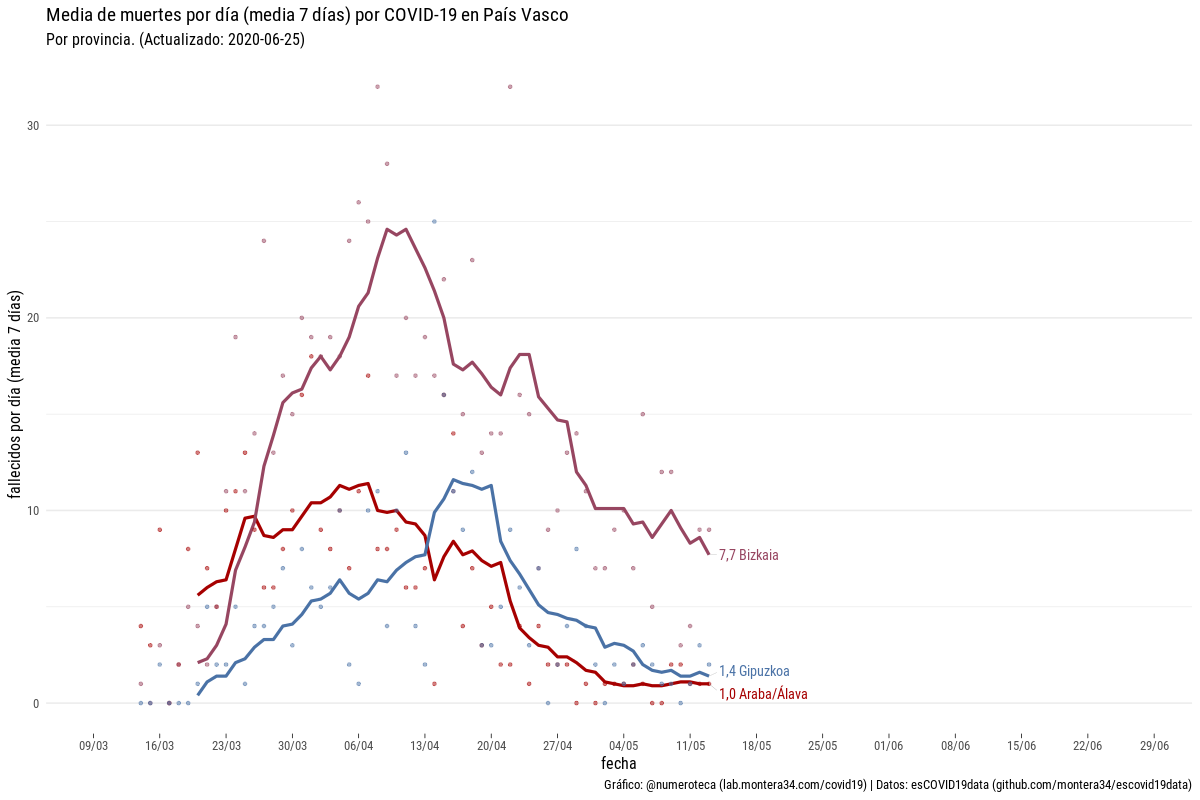 Media de muertes por día (media 7 días) por COVID-19 en País Vasco
Por provincia. (Actualizado: 2020-06-25)
fallecidos por día (media 7 días)
30
20
10
0
7,7 Bizkaia
1,4 Gipuzkoa
1,0 Araba/Álava
09/03 16/03 23/03 30/03 06/04 13/04 20/04 27/04 04/05 11/05 18/05 25/05 01/06 08/06 15/06 22/06 29/06
fecha
Gráfico: @numeroteca (lab.montera34.com/covid19) | Datos: esCOVID19data (github.com/montera34/escovid19data)